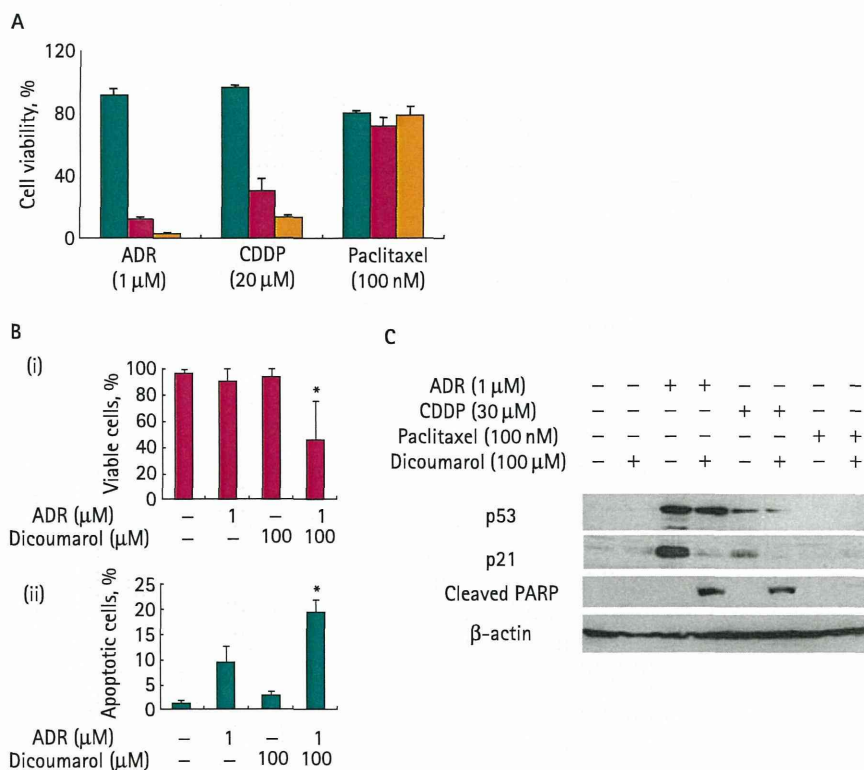 A
120
80
40
0
Cell viability, %
ADR CDDP Paclitaxel
(1 μM) (20 μM) (100 nM)
B
(i)
100
80
60
40
20
0
Viable cells, %
*
ADR (μM) – 1 – 1
Dicoumarol (μM) – – 100 100
(ii)
25
20
15
10
5
0
Apoptotic cells, %
*
ADR (μM) – 1 – 1
Dicoumarol (μM) – – 100 100
C
ADR (1 μM) – – + + – – – –
CDDP (30 μM) – – – – + + – –
Paclitaxel (100 nM) – – – – – – + +
Dicoumarol (100 μM) – + – + – + – +
p53
p21
Cleaved PARP
β-actin